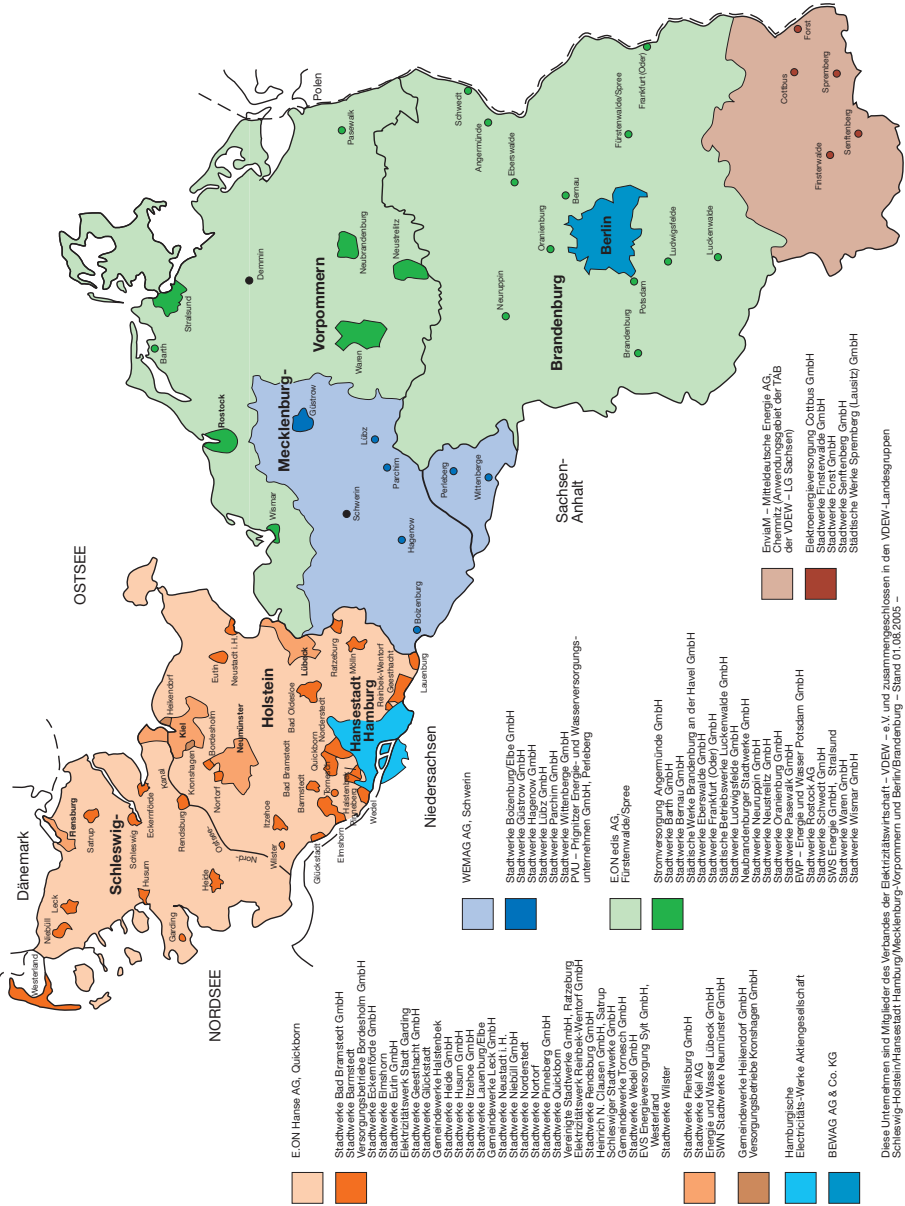 Dänemark
OSTSEE
NORDSEE
Polen
Niedersachsen
Sachsen-
Anhalt
Schleswig-
Holstein
Hansestadt
Hamburg
Mecklenburg-
Vorpommern
Brandenburg
Berlin
Nord-
Ostsee-
Kanal
Westerland
Niebüll
Leck
Rensburg
Satrup
Schleswig
Husum
Garding
Eckernförde
Rendsburg
Heide
Kronshagen
Kiel
Heikendorf
Bordesholm
Nortorf
Neumünster
Eutin
Neustadt i.H.
Itzehoe
Wilster
Glückstadt
Bad Bramstedt
Barmstedt
Elmshorn
Quickborn
Tornesch
Norderstedt
Bad Oldesloe
Lübeck
Halstenbek
Pinneberg
Wedel
Ratzeburg
Mölln
Reinbek-Wentorf
Geesthacht
Lauenburg
Boizenburg
Hagenow
Schwerin
Parchim
Lübz
Güstrow
Perleberg
Wittenberge
Wismar
Rostock
Barth
Stralsund
Demmin
Waren
Neubrandenburg
Neustrelitz
Pasewalk
Schwedt
Angermünde
Eberswalde
Neuruppin
Oranienburg
Bernau
Brandenburg
Potsdam
Ludwigsfelde
Luckenwalde
Fürstenwalde/Spree
Frankfurt (Oder)
Cottbus
Forst
Spremberg
Senftenberg
Finsterwalde
E.ON Hanse AG, Quickborn
Stadtwerke Bad Bramstedt GmbH
Stadtwerke Barmstedt
Versorgungsbetriebe Bordesholm GmbH
Stadtwerke Eckernförde GmbH
Stadtwerke Elmshorn
Stadtwerke Eutin GmbH
Elektrizitätswerk Stadt Garding
Stadtwerke Geesthacht GmbH
Stadtwerke Glückstadt
Gemeindewerke Halstenbek
Stadtwerke Heide GmbH
Stadtwerke Husum GmbH
Stadtwerke Itzehoe GmbH
Stadtwerke Lauenburg/Elbe
Gemeindewerke Leck GmbH
Stadtwerke Neustadt i. H.
Stadtwerke Niebüll GmbH
Stadtwerke Norderstedt
Stadtwerke Nortorf
Stadtwerke Pinneberg GmbH
Stadtwerke Quickborn
Vereinigte Stadtwerke GmbH, Ratzeburg
Elektrizitätswerk Reinbek-Wentorf GmbH
Stadtwerke Rendsburg GmbH
Heinrich N. Clausen GmbH, Satrup
Schleswiger Stadtwerke GmbH
Gemeindewerke Tornesch GmbH
Stadtwerke Wedel GmbH
EVS Energieversorgung Sylt GmbH,
Westerland
Stadtwerke Wilster
Stadtwerke Flensburg GmbH
Stadtwerke Kiel AG
Energie und Wasser Lübeck GmbH
SWN Stadtwerke Neumünster GmbH
Gemeindewerke Heikendorf GmbH
Versorgungsbetriebe Kronshagen GmbH
Hamburgische
Electricitäts-Werke Aktiengesellschaft
BEWAG AG & Co. KG
WEMAG AG, Schwerin
Stadtwerke Boizenburg/Elbe GmbH
Stadtwerke Güstrow GmbH
Stadtwerke Hagenow GmbH
Stadtwerke Lübz GmbH
Stadtwerke Parchim GmbH
Stadtwerke Wittenberge GmbH
PVU – Prignitzer Energie- und Wasserversorgungs-
unternehmen GmbH, Perleberg
E.ON edis AG,
Fürstenwalde/Spree
Stromversorgung Angermünde GmbH
Stadtwerke Barth GmbH
Stadtwerke Bernau GmbH
Städtische Werke Brandenburg an der Havel GmbH
Stadtwerke Eberswalde GmbH
Stadtwerke Frankfurt (Oder) GmbH
Städtische Betriebswerke Luckenwalde GmbH
Stadtwerke Ludwigsfelde GmbH
Neubrandenburger Stadtwerke GmbH
Stadtwerke Neuruppin GmbH
Stadtwerke Neustrelitz GmbH
Stadtwerke Oranienburg GmbH
Stadtwerke Pasewalk GmbH
EWP – Energie und Wasser Potsdam GmbH
Stadtwerke Rostock AG
Stadtwerke Schwedt GmbH
SWS Energie GmbH, Stralsund
Stadtwerke Waren GmbH
Stadtwerke Wismar GmbH
EnviaM – Mitteldeutsche Energie AG,
Chemnitz (Anwendungsgebiet der TAB
der VDEW – LG Sachsen)
Elektroenergieversorgung Cottbus GmbH
Stadtwerke Finsterwalde GmbH
Stadtwerke Forst GmbH
Stadtwerke Senftenberg GmbH
Städtische Werke Spremberg (Lausitz) GmbH
Diese Unternehmen sind Mitglieder des Verbandes der Elektrizitätswirtschaft – VDEW – e.V. und zusammengeschlossen in den VDEW-Landesgruppen
Schleswig-Holstein/Hansestadt Hamburg/Mecklenburg-Vorpommern und Berlin/Brandenburg – Stand 01.08.2005 –